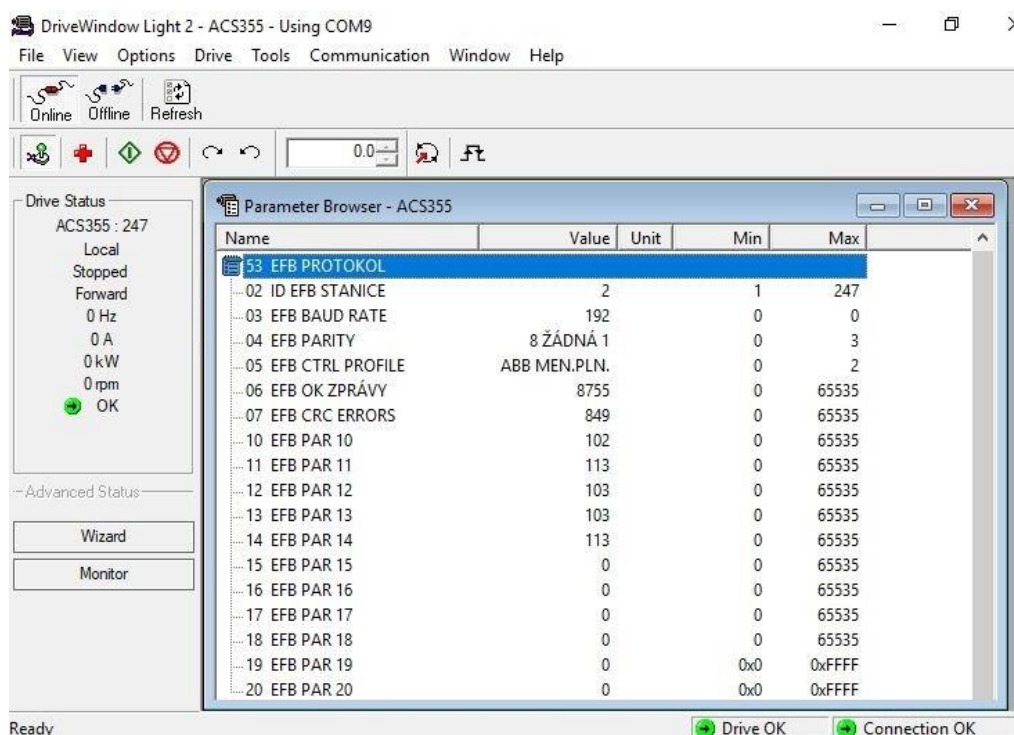 DriveWindow Light 2 - ACS355 - Using COM9
File View Options Drive Tools Communication Window Help
Online Offline Refresh
0.0
Drive Status
ACS355 : 247
Local
Stopped
Forward
0 Hz
0 A
0 kW
0 rpm
OK
Advanced Status
Wizard
Monitor
Parameter Browser - ACS355
Name Value Unit Min Max
53 EFB PROTOKOL
02 ID EFB STANICE 2 1 247
03 EFB BAUD RATE 192 0 0
04 EFB PARITY 8 ŽÁDNÁ 1 0 3
05 EFB CTRL PROFILE ABB MEN.PLN. 0 2
06 EFB OK ZPRÁVY 8755 0 65535
07 EFB CRC ERRORS 849 0 65535
10 EFB PAR 10 102 0 65535
11 EFB PAR 11 113 0 65535
12 EFB PAR 12 103 0 65535
13 EFB PAR 13 103 0 65535
14 EFB PAR 14 113 0 65535
15 EFB PAR 15 0 0 65535
16 EFB PAR 16 0 0 65535
17 EFB PAR 17 0 0 65535
18 EFB PAR 18 0 0 65535
19 EFB PAR 19 0 0x0 0xFFFF
20 EFB PAR 20 0 0x0 0xFFFF
Ready Drive OK Connection OK